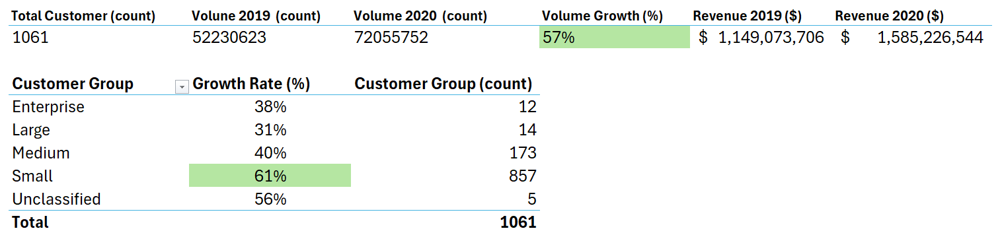 Total Customer (count) Volune 2019 (count) Volume 2020 (count) Volume Growth (%) Revenue 2019 ($) Revenue 2020 ($)
1061 52230623 72055752 57% $ 1,149,073,706 $ 1,585,226,544
Customer Group Growth Rate (%) Customer Group (count)
Enterprise 38% 12
Large 31% 14
Medium 40% 173
Small 61% 857
Unclassified 56% 5
Total 1061